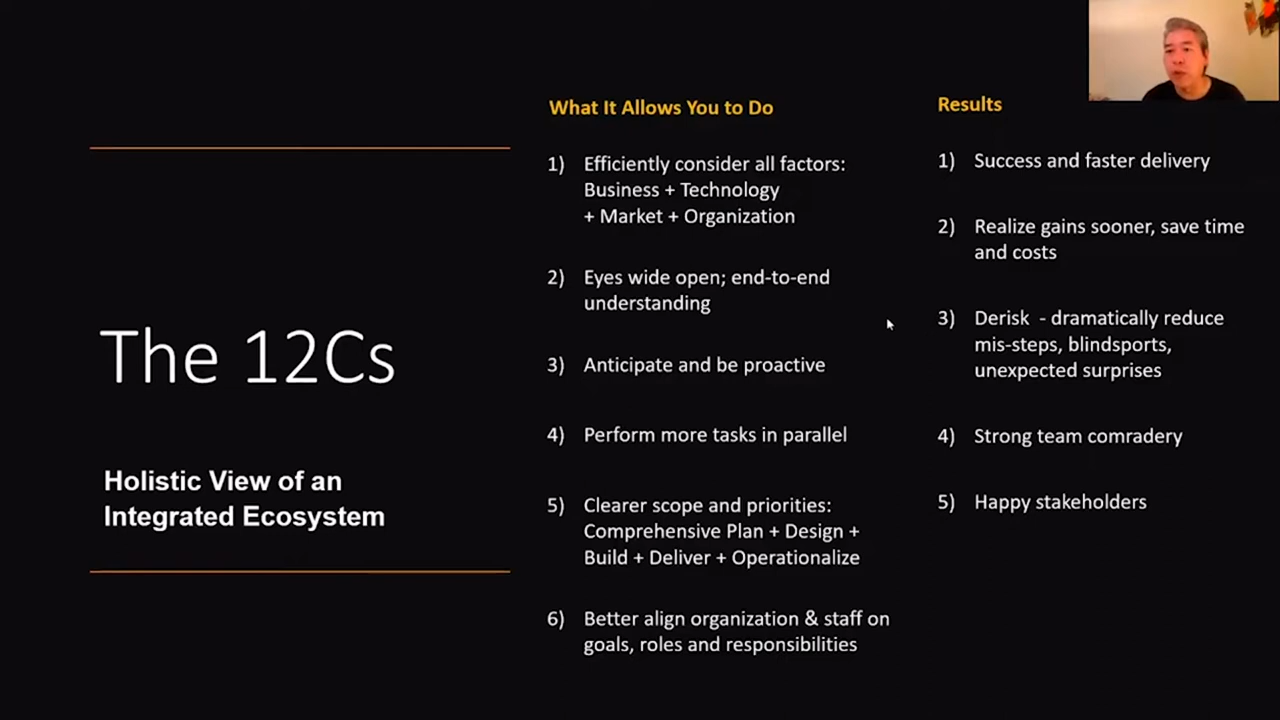 The 12Cs
Holistic View of an
Integrated Ecosystem
What It Allows You to Do
1) Efficiently consider all factors:
Business + Technology
+ Market + Organization
2) Eyes wide open; end-to-end
understanding
3) Anticipate and be proactive
4) Perform more tasks in parallel
5) Clearer scope and priorities:
Comprehensive Plan + Design +
Build + Deliver + Operationalize
6) Better align organization & staff on
goals, roles and responsibilities
Results
1) Success and faster delivery
2) Realize gains sooner, save time
and costs
3) Derisk - dramatically reduce
mis-steps, blindsports,
unexpected surprises
4) Strong team comradery
5) Happy stakeholders